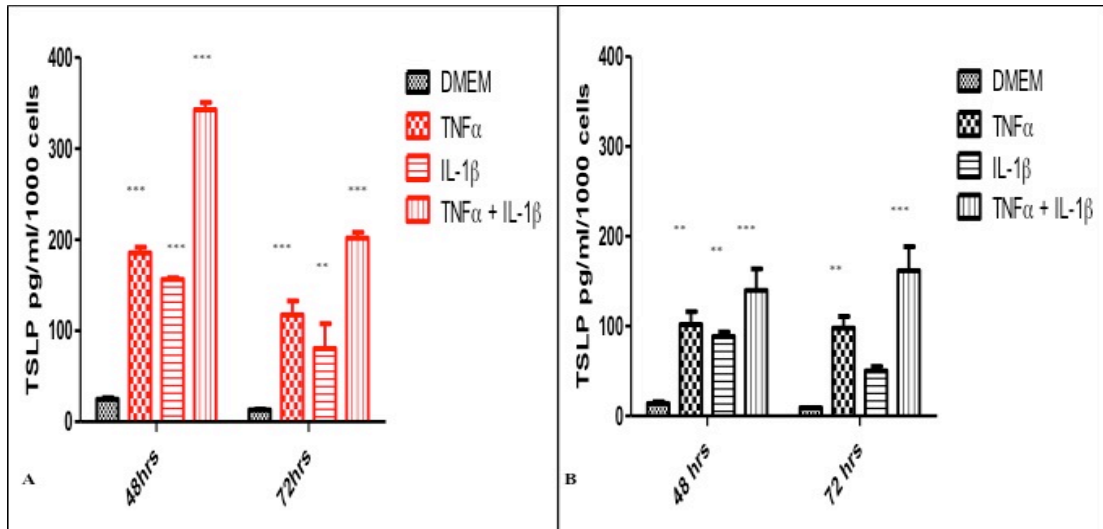 TSLP pg/ml/1000 cells
400
300
200
100
0
***
***
***
***
**
***
DMEM
TNFα
IL-1β
TNFα + IL-1β
48hrs
72hrs
A
TSLP pg/ml/1000 cells
400
300
200
100
0
**
**
***
**
***
DMEM
TNFα
IL-1β
TNFα + IL-1β
48 hrs
72 hrs
B